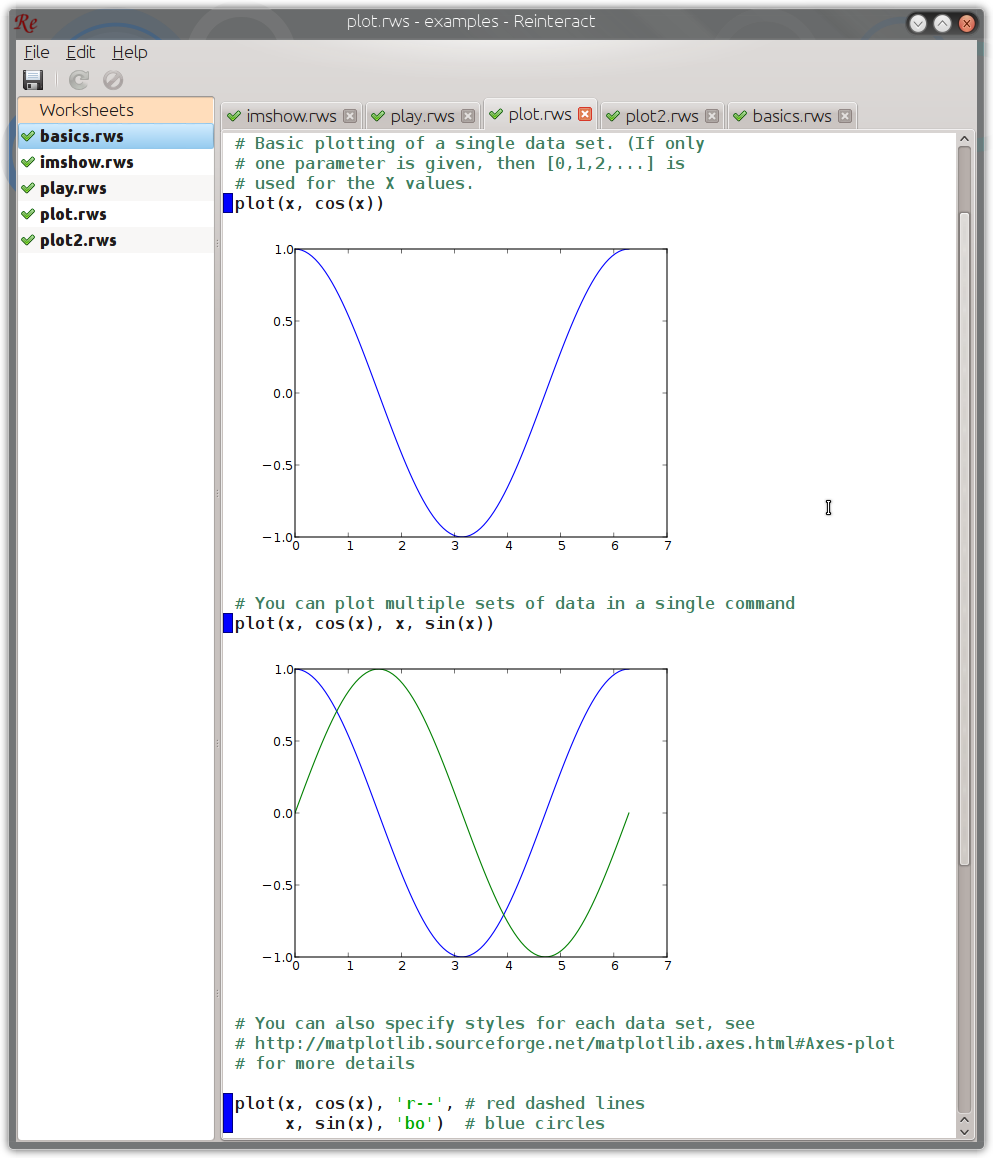 Re plot.rws - examples - Reinteract
File Edit Help
Worksheets
basics.rws
imshow.rws
play.rws
plot.rws
plot2.rws
imshow.rws play.rws plot.rws plot2.rws basics.rws
# Basic plotting of a single data set. (If only
# one parameter is given, then [0,1,2,...] is
# used for the X values.
plot(x, cos(x))
1.0
0.5
0.0
−0.5
−1.0
0 1 2 3 4 5 6 7
# You can plot multiple sets of data in a single command
plot(x, cos(x), x, sin(x))
1.0
0.5
0.0
−0.5
−1.0
0 1 2 3 4 5 6 7
# You can also specify styles for each data set, see
# http://matplotlib.sourceforge.net/matplotlib.axes.html#Axes-plot
# for more details
plot(x, cos(x), 'r--', # red dashed lines
x, sin(x), 'bo') # blue circles